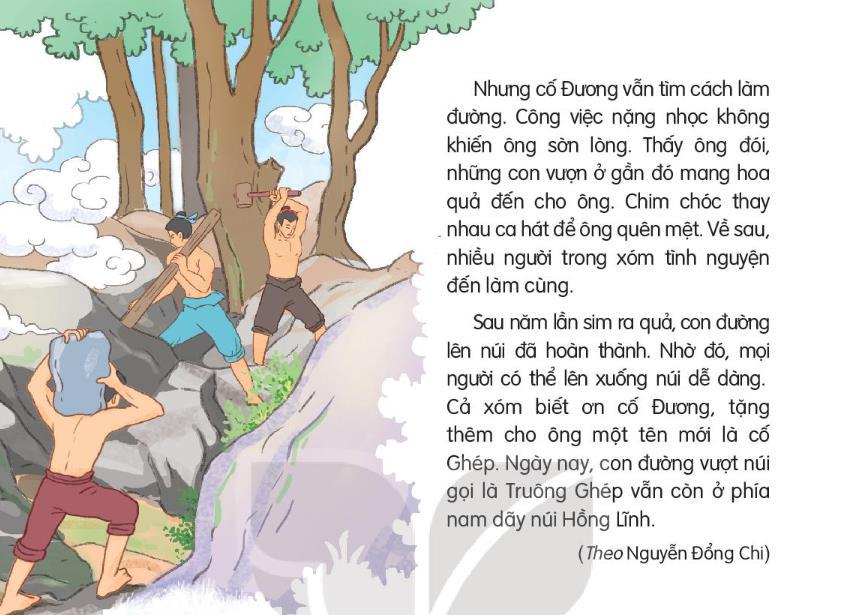 Nhưng cố Đương vẫn tìm cách làm
đường. Công việc nặng nhọc không
khiến ông sờn lòng. Thấy ông đói,
những con vượn ở gần đó mang hoa
quả đến cho ông. Chim chóc thay
nhau ca hát để ông quên mệt. Về sau,
nhiều người trong xóm tình nguyện
đến làm cùng.
Sau năm lần sim ra quả, con đường
lên núi đã hoàn thành. Nhờ đó, mọi
người có thể lên xuống núi dễ dàng.
Cả xóm biết ơn cố Đương, tặng
thêm cho ông một tên mới là cố
Ghép. Ngày nay, con đường vượt núi
gọi là Truông Ghép vẫn còn ở phía
nam dãy núi Hồng Lĩnh.
(Theo Nguyễn Đổng Chi)